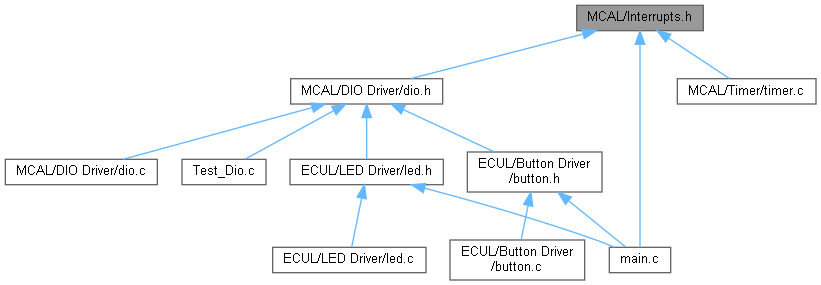 MCAL/Interrupts.h
MCAL/DIO Driver/dio.h
MCAL/Timer/timer.c
MCAL/DIO Driver/dio.c
Test_Dio.c
ECUL/LED Driver/led.h
ECUL/Button Driver
/button.h
ECUL/LED Driver/led.c
ECUL/Button Driver
/button.c
main.c